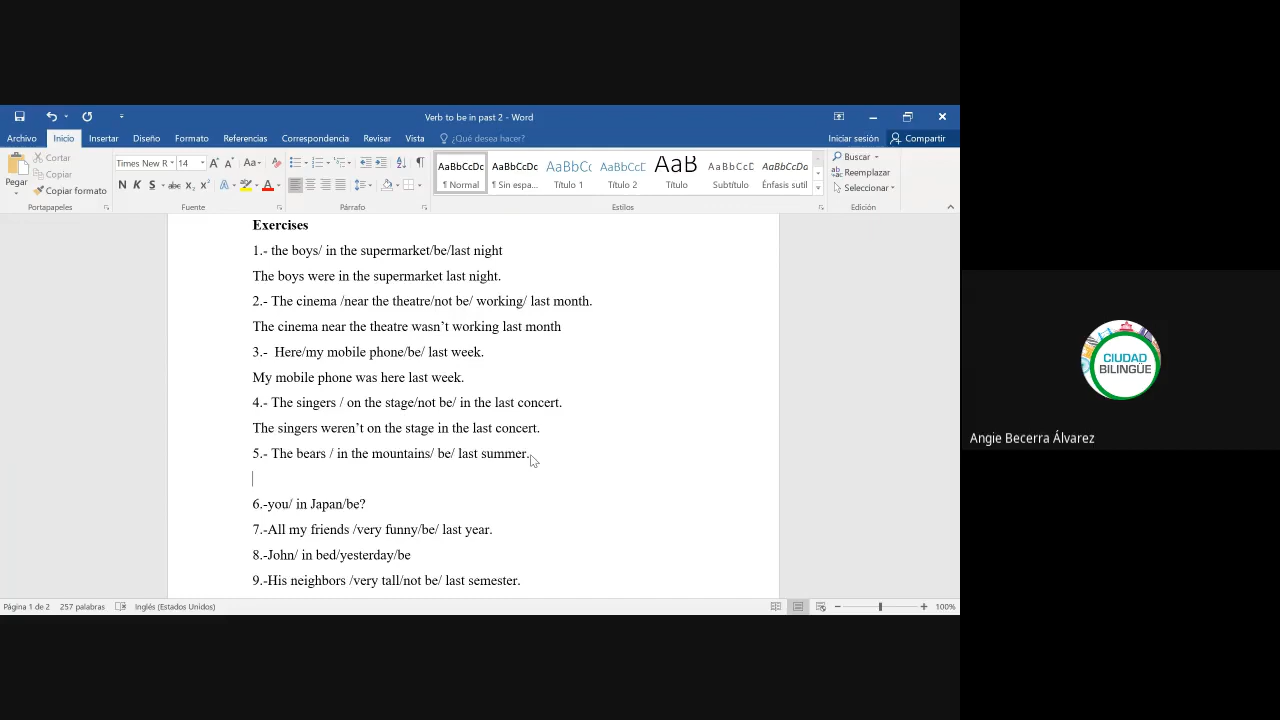 Verb to be in past 2 - Word
Archivo Inicio Insertar Diseño Formato Referencias Correspondencia Revisar Vista ¿Qué desea hacer? Iniciar sesión Compartir
Pegar
Cortar
Copiar
Copiar formato
Portapapeles
Times New R 14
N K S abc x₂ x² A
Fuente
Párrafo
AaBbCcDc AaBbCcDc AaBbCc AaBbCcE AaB AaBbCcE AaBbCcDa
¶ Normal ¶ Sin espa... Título 1 Título 2 Título Subtítulo Énfasis sutil
Estilos
Buscar
Reemplazar
Seleccionar
Edición
Exercises
1.- the boys/ in the supermarket/be/last night
The boys were in the supermarket last night.
2.- The cinema /near the theatre/not be/ working/ last month.
The cinema near the theatre wasn’t working last month
3.- Here/my mobile phone/be/ last week.
My mobile phone was here last week.
4.- The singers / on the stage/not be/ in the last concert.
The singers weren’t on the stage in the last concert.
5.- The bears / in the mountains/ be/ last summer.
6.-you/ in Japan/be?
7.-All my friends /very funny/be/ last year.
8.-John/ in bed/yesterday/be
9.-His neighbors /very tall/not be/ last semester.
Página 1 de 2 257 palabras Inglés (Estados Unidos) 100%
CIUDAD
BILINGÜE
Angie Becerra Álvarez